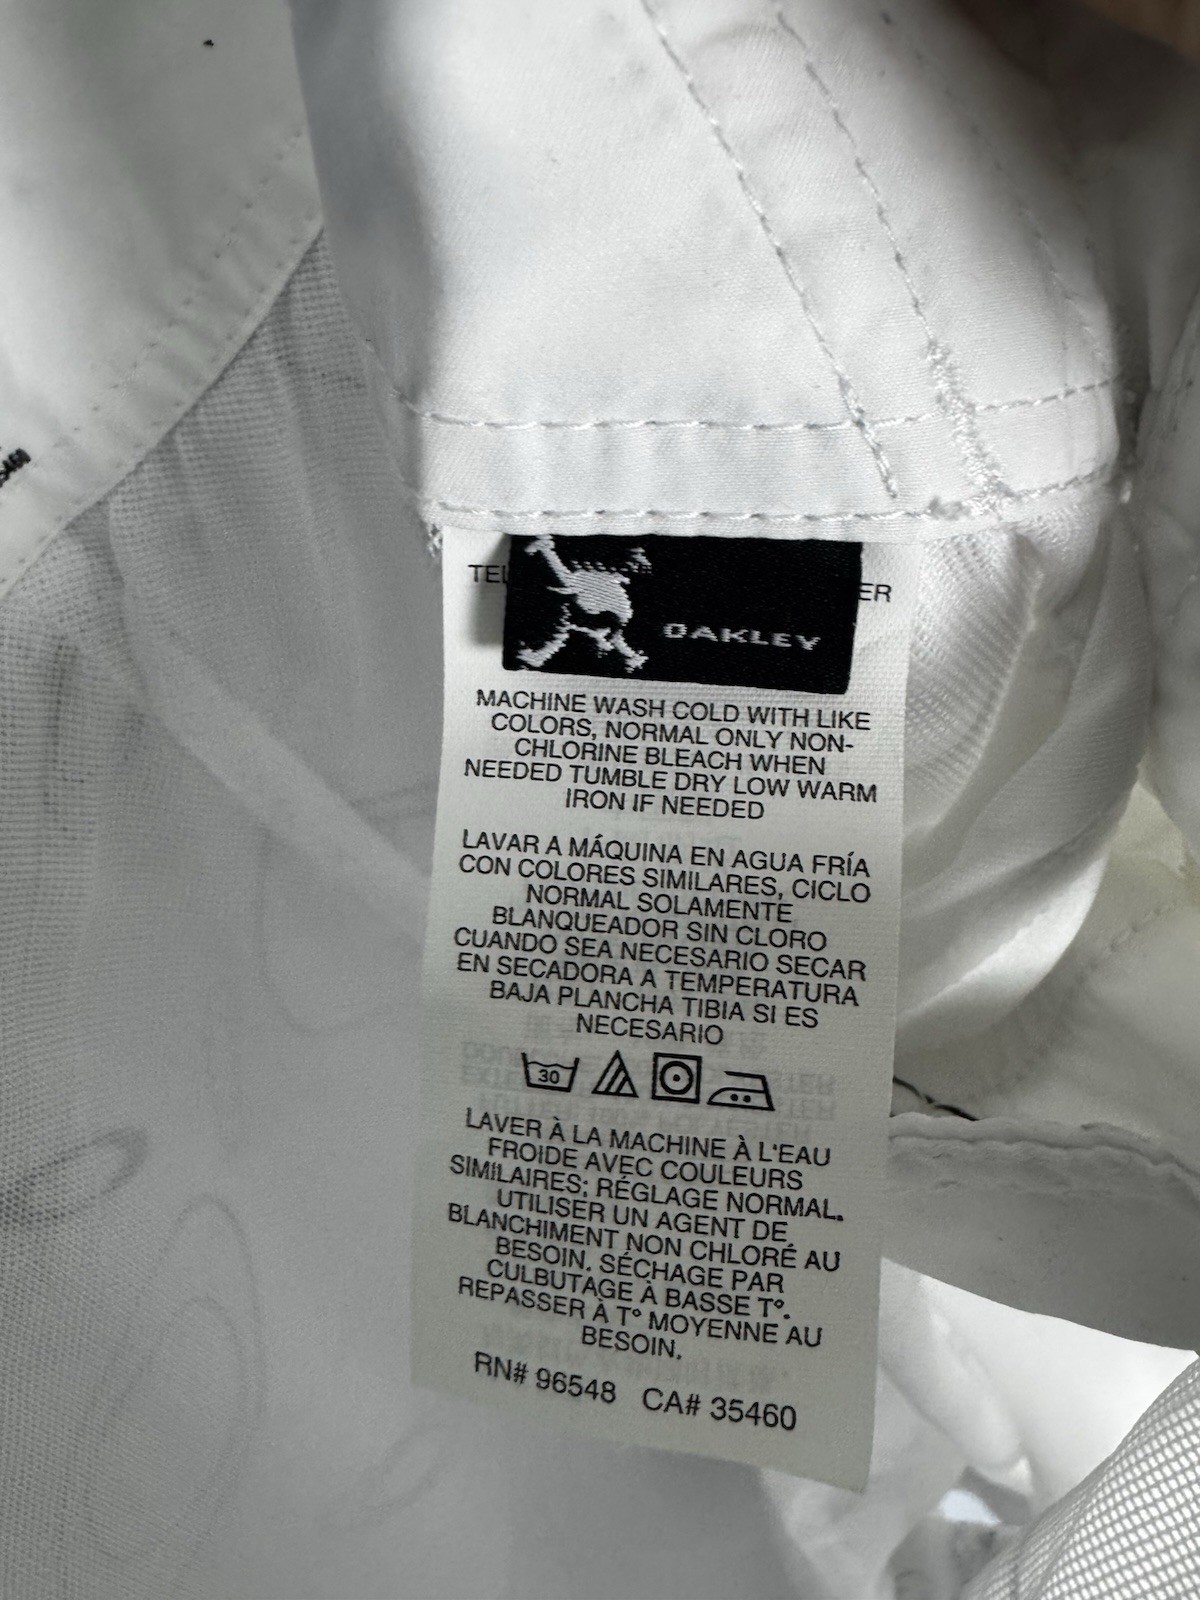 OAKLEY
MACHINE WASH COLD WITH LIKE
COLORS, NORMAL ONLY NON-
CHLORINE BLEACH WHEN
NEEDED TUMBLE DRY LOW WARM
IRON IF NEEDED
LAVAR A MÁQUINA EN AGUA FRÍA
CON COLORES SIMILARES, CICLO
NORMAL SOLAMENTE
BLANQUEADOR SIN CLORO
CUANDO SEA NECESARIO SECAR
EN SECADORA A TEMPERATURA
BAJA PLANCHA TIBIA SI ES
NECESARIO
30
LAVER À LA MACHINE À L'EAU
FROIDE AVEC COULEURS
SIMILAIRES; RÉGLAGE NORMAL.
UTILISER UN AGENT DE
BLANCHIMENT NON CHLORÉ AU
BESOIN. SÉCHAGE PAR
CULBUTAGE À BASSE T°.
REPASSER À T° MOYENNE AU
BESOIN.
RN# 96548 CA# 35460